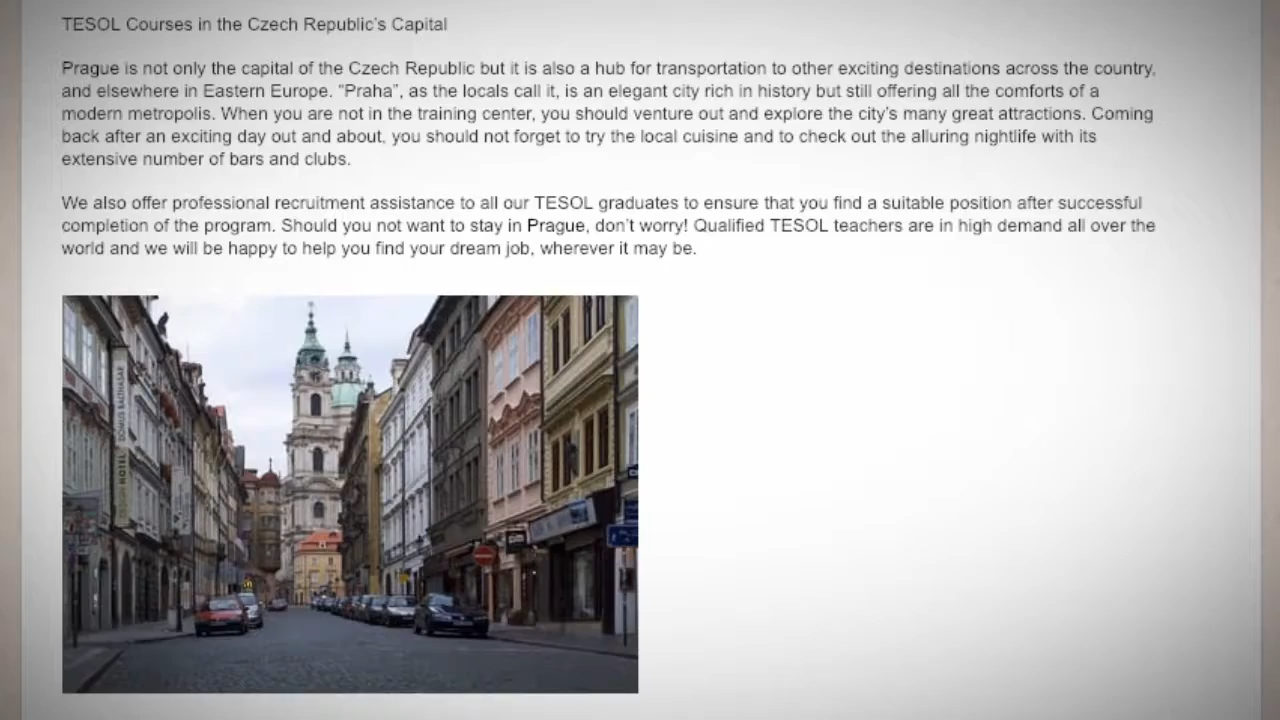 TESOL Courses in the Czech Republic's Capital
Prague is not only the capital of the Czech Republic but it is also a hub for transportation to other exciting destinations across the country,
and elsewhere in Eastern Europe. "Praha", as the locals call it, is an elegant city rich in history but still offering all the comforts of a
modern metropolis. When you are not in the training center, you should venture out and explore the city's many great attractions. Coming
back after an exciting day out and about, you should not forget to try the local cuisine and to check out the alluring nightlife with its
extensive number of bars and clubs.
We also offer professional recruitment assistance to all our TESOL graduates to ensure that you find a suitable position after successful
completion of the program. Should you not want to stay in Prague, don't worry! Qualified TESOL teachers are in high demand all over the
world and we will be happy to help you find your dream job, wherever it may be.
HOTEL DOMUS BALTHASAR